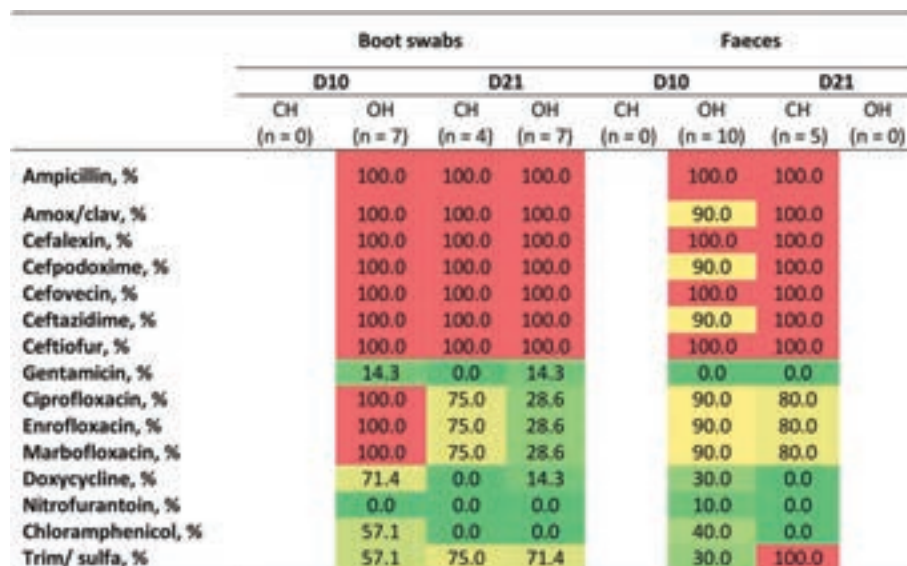 Boot swabs Faeces
D10 D21 D10 D21
CH OH CH OH CH OH CH OH
(n = 0) (n = 7) (n = 4) (n = 7) (n = 0) (n = 10) (n = 5) (n = 0)
Ampicillin, % 100.0 100.0 100.0 100.0 100.0
Amox/clav, % 100.0 100.0 100.0 90.0 100.0
Cefalexin, % 100.0 100.0 100.0 100.0 100.0
Cefpodoxime, % 100.0 100.0 100.0 90.0 100.0
Cefovecin, % 100.0 100.0 100.0 100.0 100.0
Ceftazidime, % 100.0 100.0 100.0 90.0 100.0
Ceftiofur, % 100.0 100.0 100.0 100.0 100.0
Gentamicin, % 14.3 0.0 14.3 0.0 0.0
Ciprofloxacin, % 100.0 75.0 28.6 90.0 80.0
Enrofloxacin, % 100.0 75.0 28.6 90.0 80.0
Marbofloxacin, % 100.0 75.0 28.6 90.0 80.0
Doxycycline, % 71.4 0.0 14.3 30.0 0.0
Nitrofurantoin, % 0.0 0.0 0.0 10.0 0.0
Chloramphenicol, % 57.1 0.0 0.0 40.0 0.0
Trim/ sulfa, % 57.1 75.0 71.4 30.0 100.0